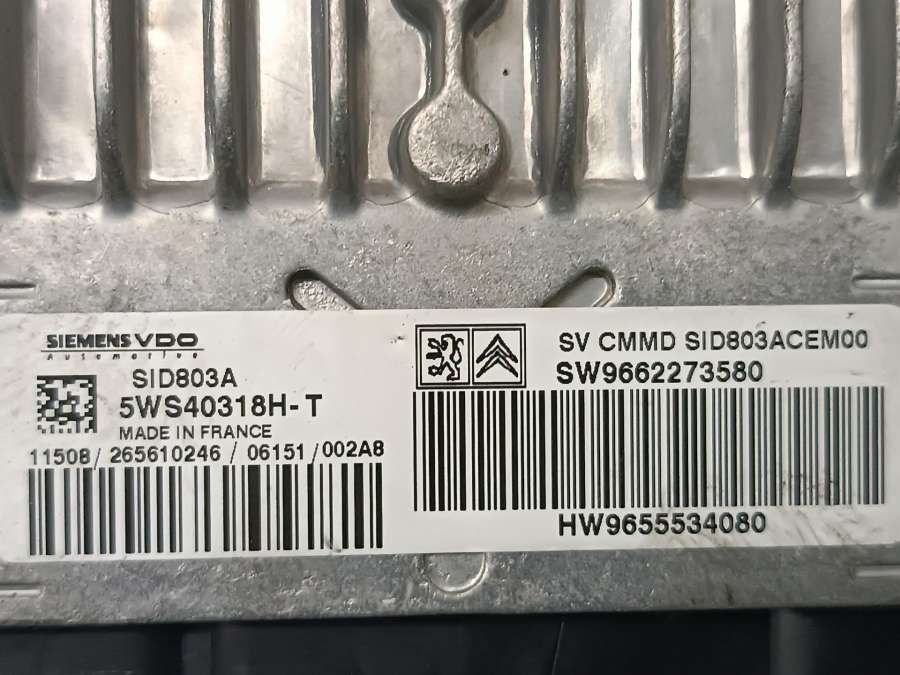 SIEMENS VDO
Automotive
SID803A
5WS40318H-T
MADE IN FRANCE
11508/ 265610246 / 06151 /002A8
SV CMMD SID803ACEM00
SW9662273580
HW9655534080